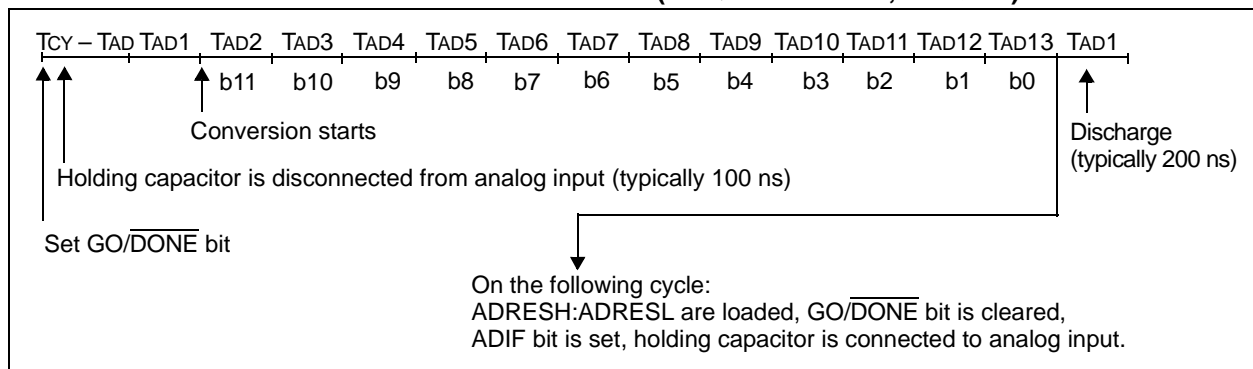 TCY – TAD TAD1 TAD2 TAD3 TAD4 TAD5 TAD6 TAD7 TAD8 TAD9 TAD10 TAD11 TAD12 TAD13 TAD1
b11 b10 b9 b8 b7 b6 b5 b4 b3 b2 b1 b0
Conversion starts
Discharge
(typically 200 ns)
Holding capacitor is disconnected from analog input (typically 100 ns)
Set GO/DONE bit
On the following cycle:
ADRESH:ADRESL are loaded, GO/DONE bit is cleared,
ADIF bit is set, holding capacitor is connected to analog input.